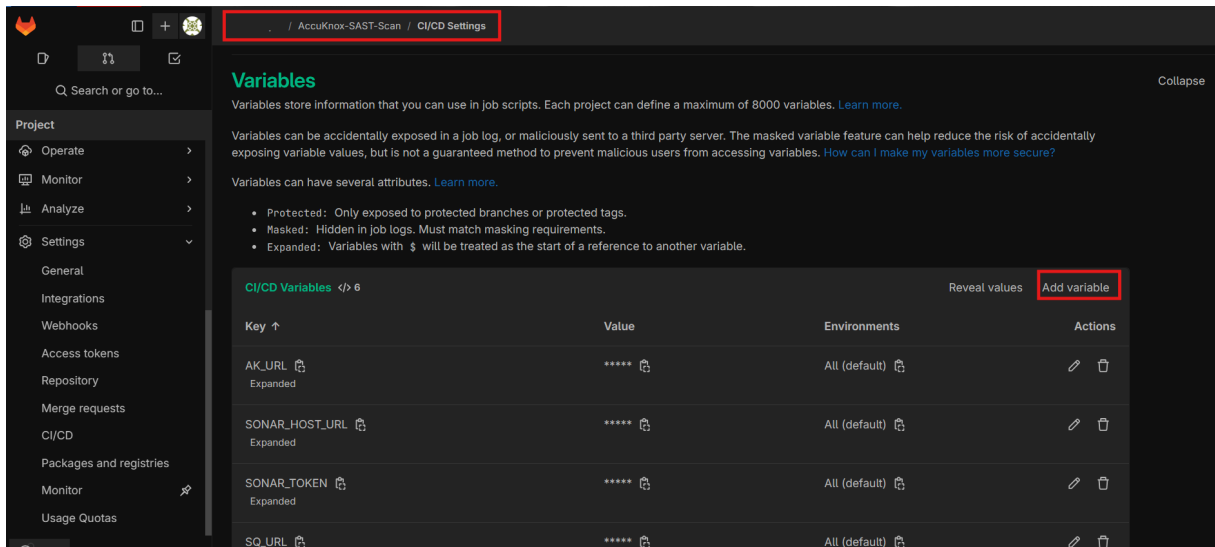 / AccuKnox-SAST-Scan / CI/CD Settings
Search or go to...
Project
Operate
Monitor
Analyze
Settings
General
Integrations
Webhooks
Access tokens
Repository
Merge requests
CI/CD
Packages and registries
Monitor
Usage Quotas
Variables
Collapse
Variables store information that you can use in job scripts. Each project can define a maximum of 8000 variables. Learn more.
Variables can be accidentally exposed in a job log, or maliciously sent to a third party server. The masked variable feature can help reduce the risk of accidentally
exposing variable values, but is not a guaranteed method to prevent malicious users from accessing variables. How can I make my variables more secure?
Variables can have several attributes. Learn more.
• Protected: Only exposed to protected branches or protected tags.
• Masked: Hidden in job logs. Must match masking requirements.
• Expanded: Variables with $ will be treated as the start of a reference to another variable.
CI/CD Variables </> 6 Reveal values Add variable
Key ↑ Value Environments Actions
AK_URL ***** All (default)
Expanded
SONAR_HOST_URL ***** All (default)
Expanded
SONAR_TOKEN ***** All (default)
Expanded
SQ_URL ***** All (default)